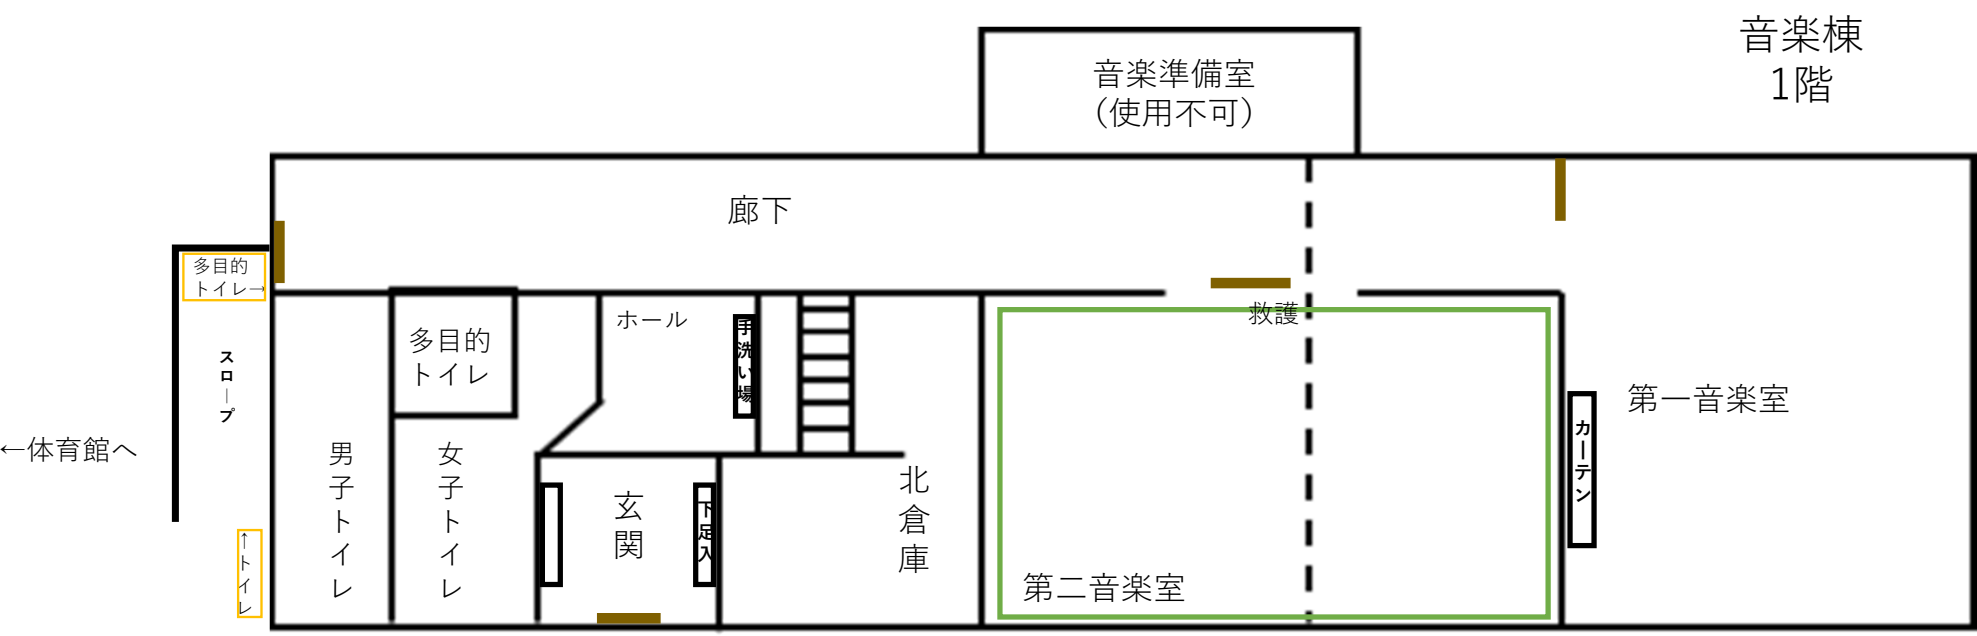 音楽棟
1階
音楽準備室
（使用不可）
廊下
多目的
トイレ→
スロープ
←体育館へ
↑トイレ
男子トイレ
多目的
トイレ
女子トイレ
ホール
手洗い場
玄関
下足入
北倉庫
救護
第二音楽室
カーテン
第一音楽室